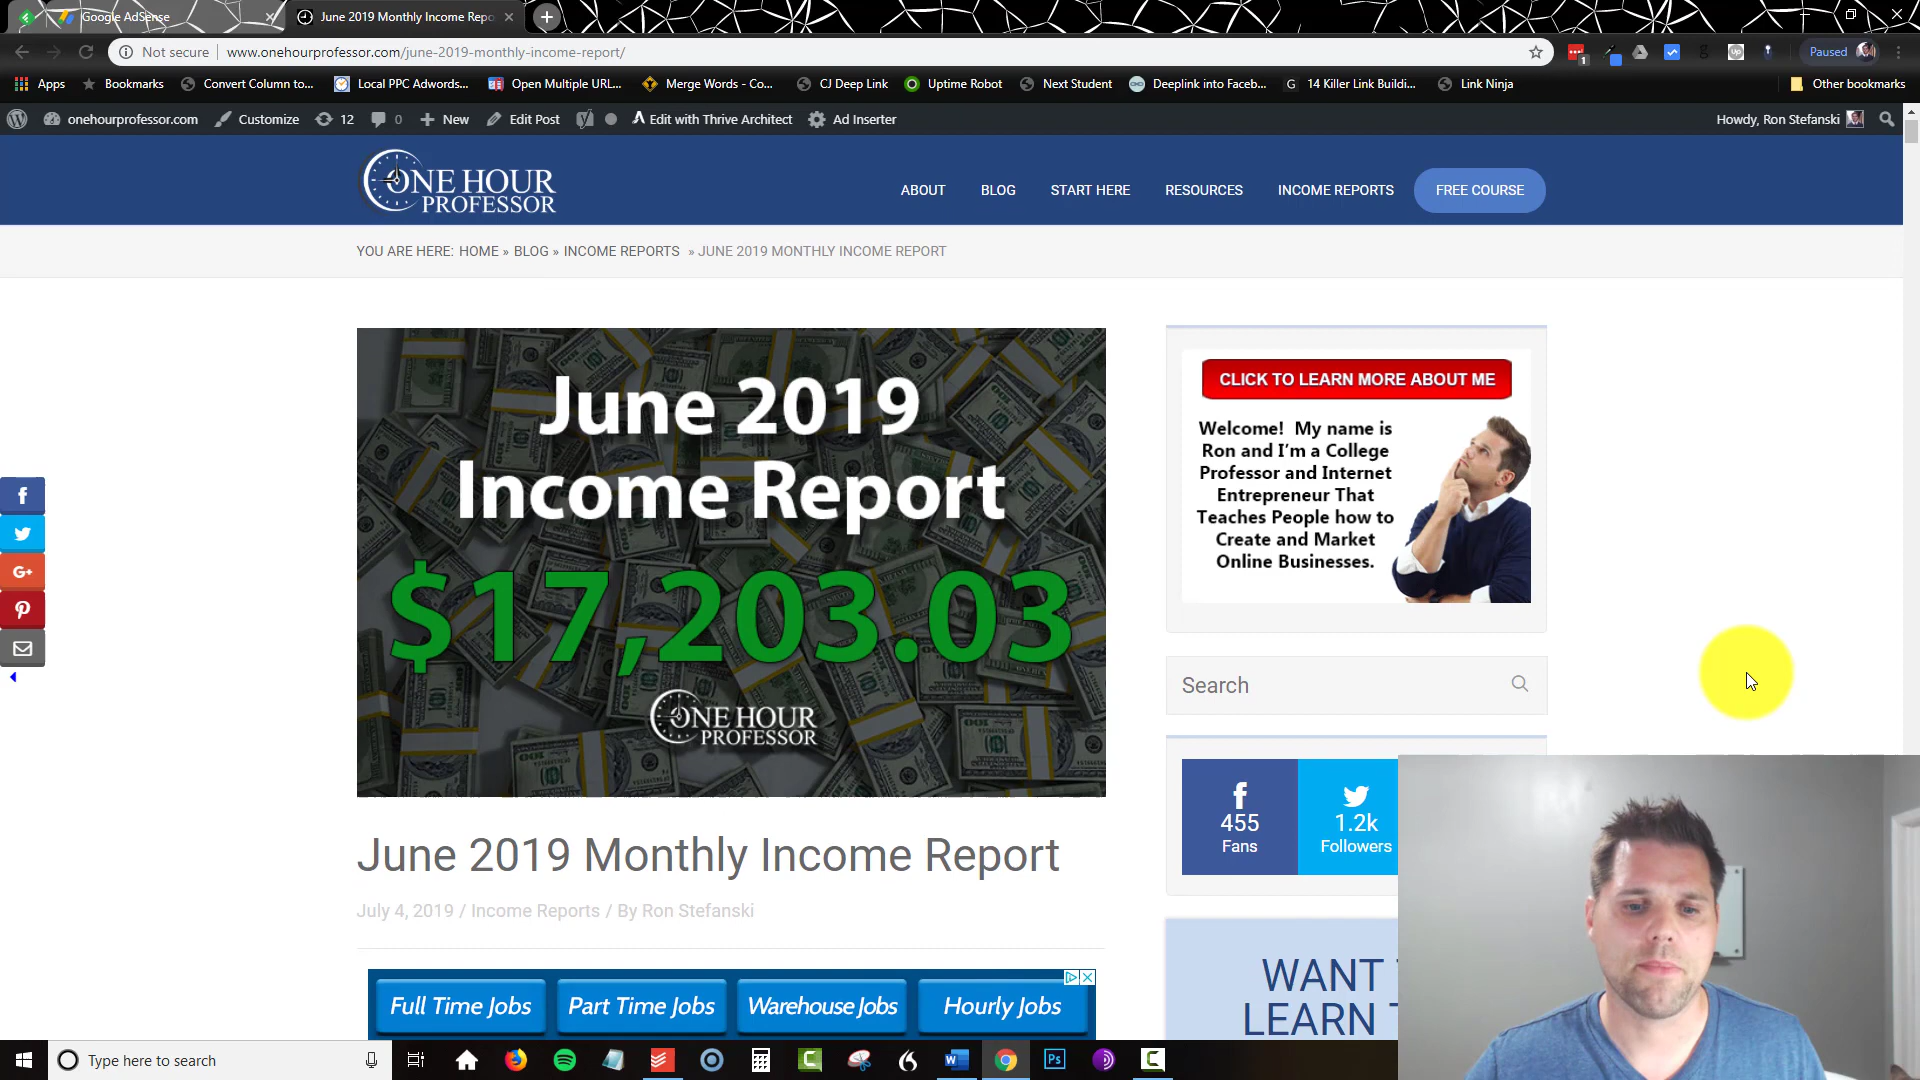 Google AdSense
June 2019 Monthly Income Repo
Not secure
www.onehourprofessor.com/june-2019-monthly-income-report/
1
Paused
Apps
Bookmarks
Convert Column to...
Local PPC Adwords...
Open Multiple URL...
Merge Words - Co...
CJ Deep Link
Uptime Robot
Next Student
Deeplink into Faceb...
14 Killer Link Buildi...
Link Ninja
Other bookmarks
onehourprofessor.com
Customize
12
0
New
Edit Post
Edit with Thrive Architect
Ad Inserter
Howdy, Ron Stefanski
ONE HOUR
PROFESSOR
ABOUT
BLOG
START HERE
RESOURCES
INCOME REPORTS
FREE COURSE
YOU ARE HERE: HOME » BLOG » INCOME REPORTS » JUNE 2019 MONTHLY INCOME REPORT
June 2019
Income Report
$17,203.03
ONE HOUR
PROFESSOR
CLICK TO LEARN MORE ABOUT ME
Welcome! My name is
Ron and I'm a College
Professor and Internet
Entrepreneur That
Teaches People how to
Create and Market
Online Businesses.
Search
455
Fans
1.2k
Followers
June 2019 Monthly Income Report
July 4, 2019 / Income Reports / By Ron Stefanski
Full Time Jobs
Part Time Jobs
Warehouse Jobs
Hourly Jobs
WANT
LEARN
Type here to search